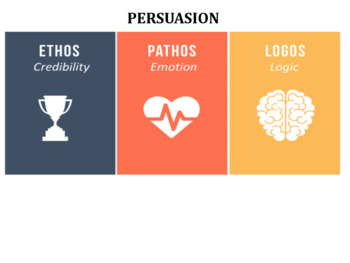 PERSUASION
ETHOS
Credibility
PATHOS
Emotion
LOGOS
Logic